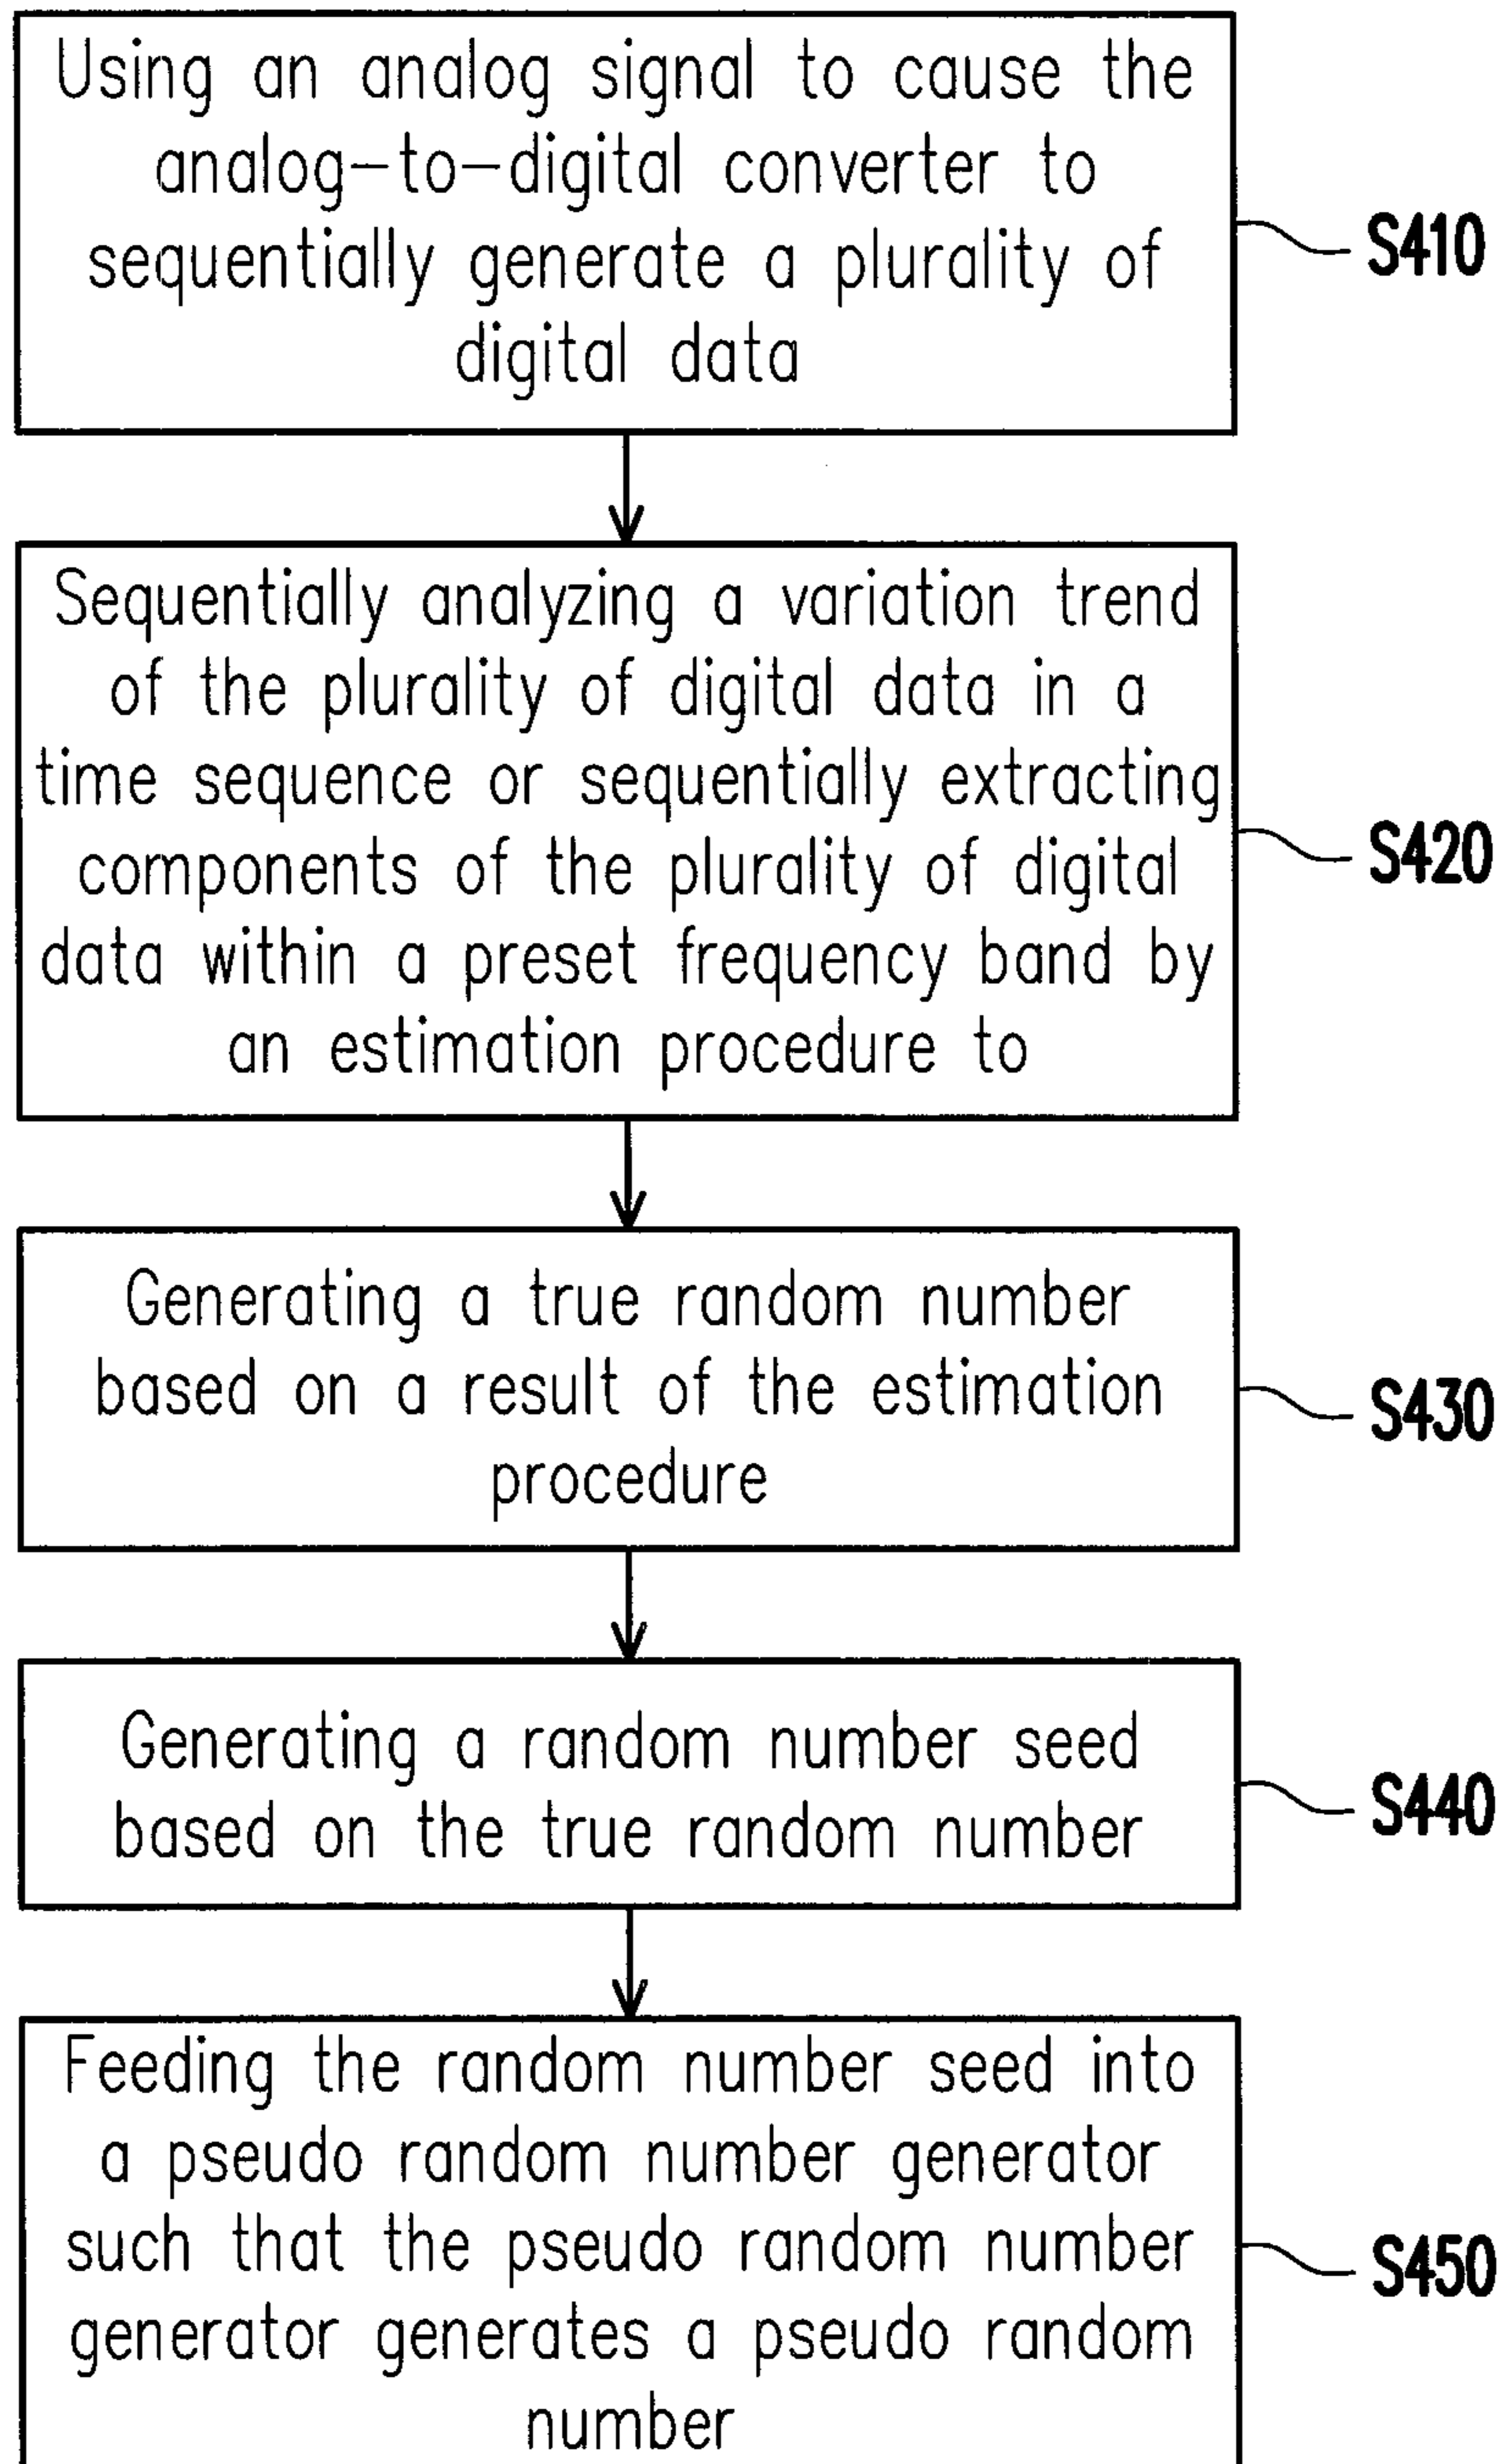 Using an analog signal to cause the
analog-to-digital converter to
sequentially generate a plurality of
digital data
S410
Sequentially analyzing a variation trend
of the plurality of digital data in a
time sequence or sequentially extracting
components of the plurality of digital
data within a preset frequency band by
an estimation procedure to
S420
Generating a true random number
based on a result of the estimation
procedure
S430
Generating a random number seed
based on the true random number
S440
Feeding the random number seed into
a pseudo random number generator
such that the pseudo random number
generator generates a pseudo random
number
S450